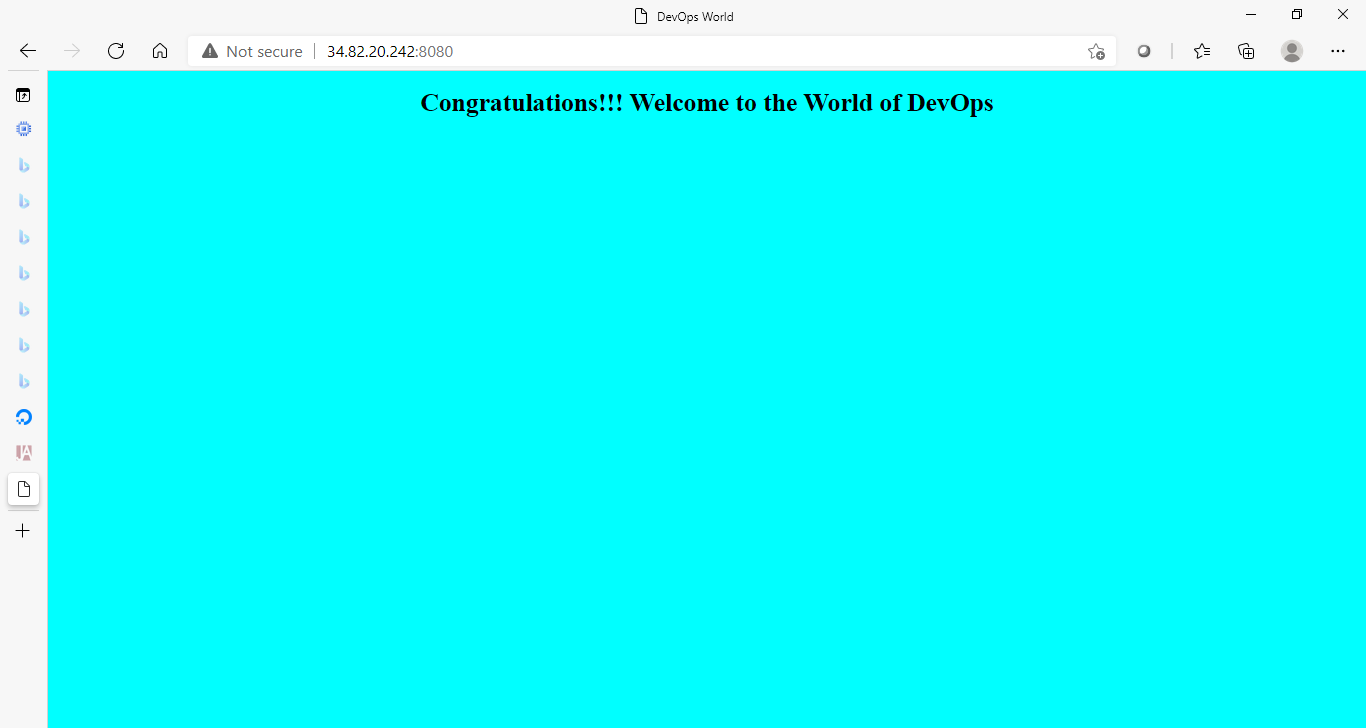 DevOps World
Not secure 34.82.20.242:8080
Congratulations!!! Welcome to the World of DevOps